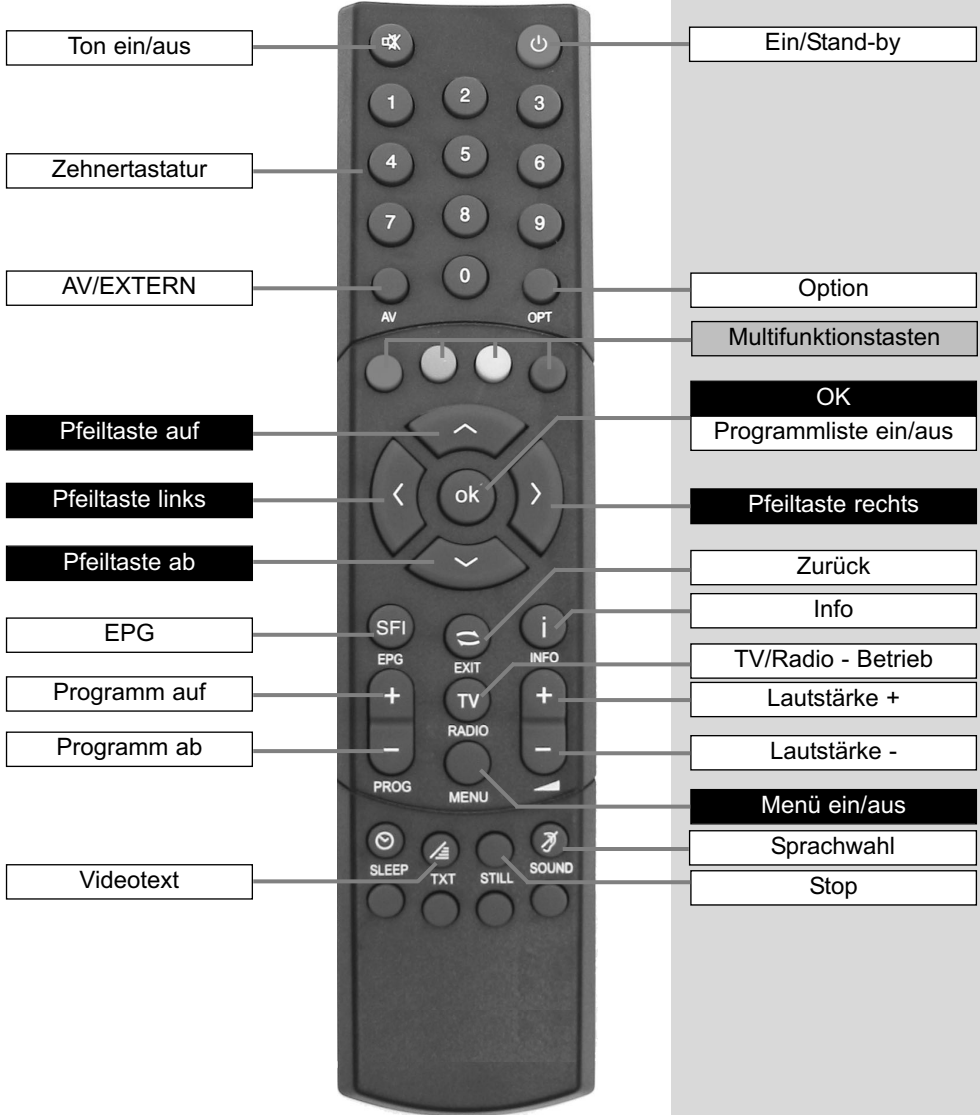 Ton ein/aus
Ein/Stand-by
1 2 3
Zehnertastatur
4 5 6
7 8 9
AV/EXTERN
0
Option
AV
OPT
Multifunktionstasten
OK
Programmliste ein/aus
Pfeiltaste auf
Pfeiltaste links
ok
Pfeiltaste rechts
Pfeiltaste ab
Zurück
Info
EPG
SFI
i
EPG
EXIT
INFO
TV/Radio - Betrieb
Programm auf
+
TV
+
Lautstärke +
RADIO
Programm ab
-
-
Lautstärke -
PROG
MENU
Menü ein/aus
Sprachwahl
SLEEP
TXT
STILL
SOUND
Videotext
Stop